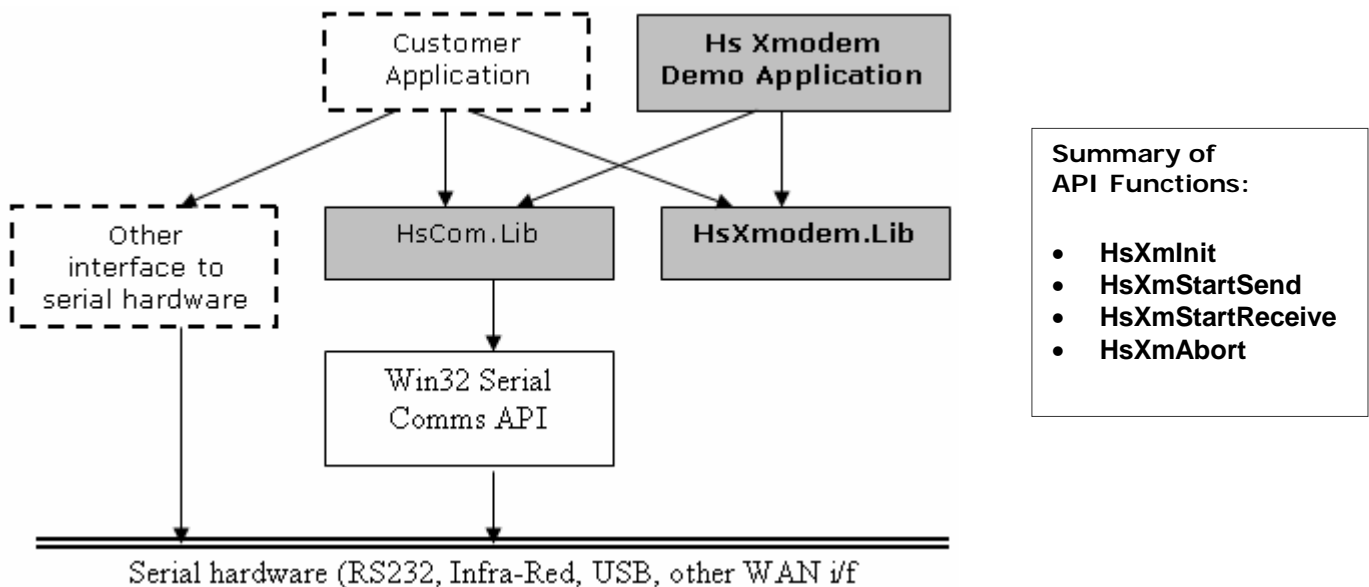 Customer
Application
Hs Xmodem
Demo Application
Other
interface to
serial hardware
HsCom.Lib
HsXmodem.Lib
Win32 Serial
Comms API
Serial hardware (RS232, Infra-Red, USB, other WAN i/f
Summary of
API Functions:
• HsXmInit
• HsXmStartSend
• HsXmStartReceive
• HsXmAbort